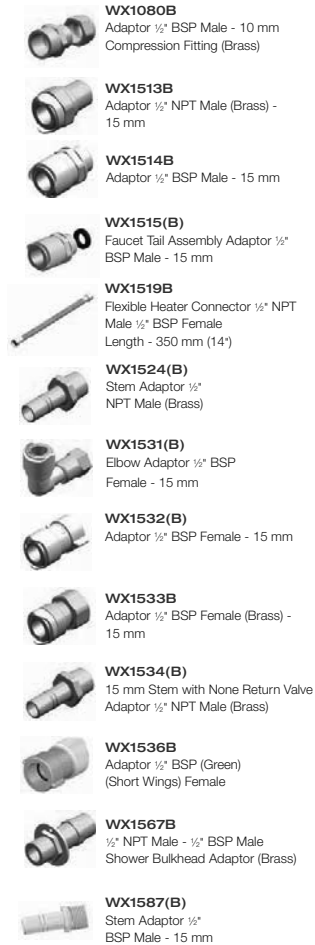 WX1080B
Adaptor ½" BSP Male - 10 mm
Compression Fitting (Brass)
WX1513B
Adaptor ½" NPT Male (Brass) -
15 mm
WX1514B
Adaptor ½" BSP Male - 15 mm
WX1515(B)
Faucet Tail Assembly Adaptor ½"
BSP Male - 15 mm
WX1519B
Flexible Heater Connector ½" NPT
Male ½" BSP Female
Length - 350 mm (14")
WX1524(B)
Stem Adaptor ½"
NPT Male (Brass)
WX1531(B)
Elbow Adaptor ½" BSP
Female - 15 mm
WX1532(B)
Adaptor ½" BSP Female - 15 mm
WX1533B
Adaptor ½" BSP Female (Brass) -
15 mm
WX1534(B)
15 mm Stem with None Return Valve
Adaptor ½" NPT Male (Brass)
WX1536B
Adaptor ½" BSP (Green)
(Short Wings) Female
WX1567B
½" NPT Male - ½" BSP Male
Shower Bulkhead Adaptor (Brass)
WX1587(B)
Stem Adaptor ½"
BSP Male - 15 mm